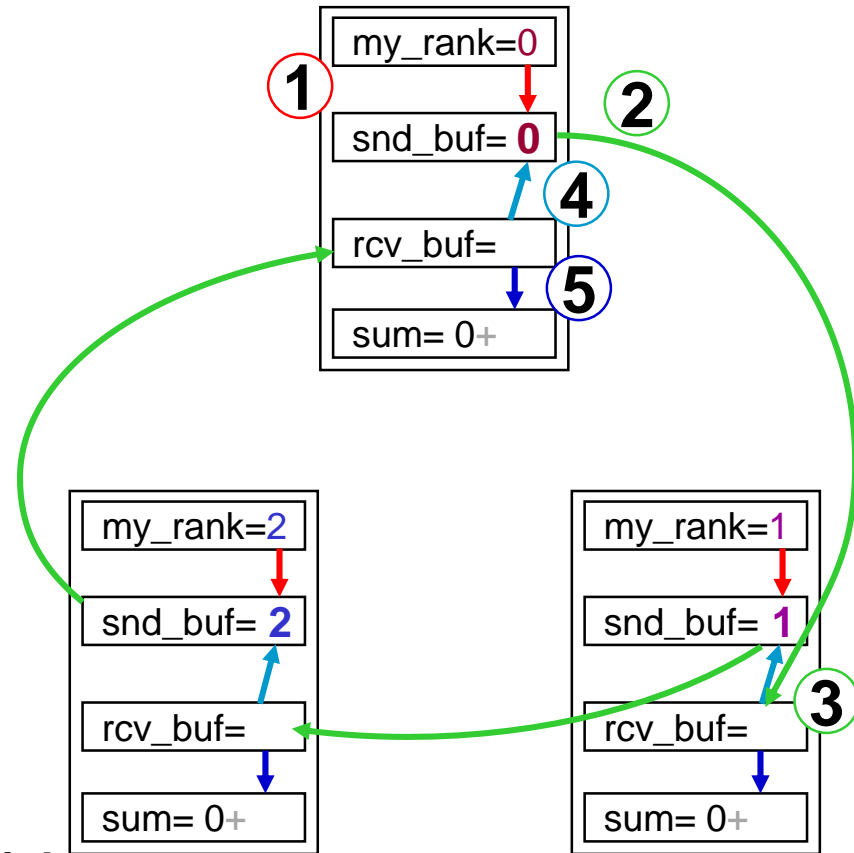 my_rank=0
1
2
snd_buf= 0
4
rcv_buf=
5
sum= 0+
my_rank=2
snd_buf= 2
rcv_buf=
sum= 0+
my_rank=1
snd_buf= 1
3
rcv_buf=
sum= 0+